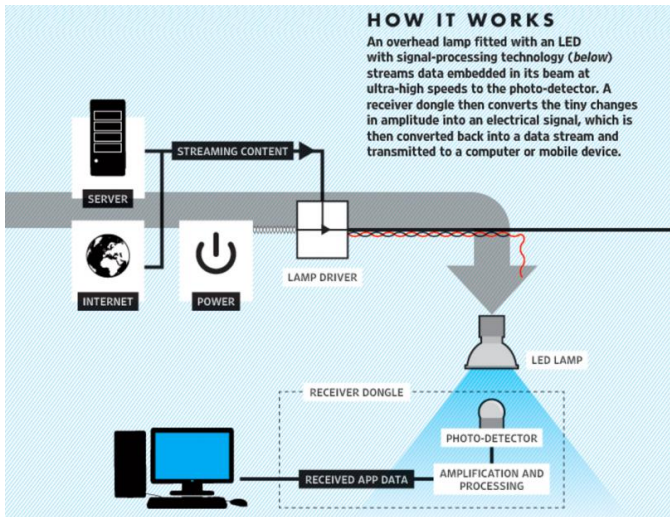 HOW IT WORKS
An overhead lamp fitted with an LED
with signal-processing technology (below)
streams data embedded in its beam at
ultra-high speeds to the photo-detector. A
receiver dongle then converts the tiny changes
in amplitude into an electrical signal, which is
then converted back into a data stream and
transmitted to a computer or mobile device.
STREAMING CONTENT
SERVER
INTERNET
POWER
LAMP DRIVER
LED LAMP
RECEIVER DONGLE
PHOTO-DETECTOR
RECEIVED APP DATA
AMPLIFICATION AND
PROCESSING